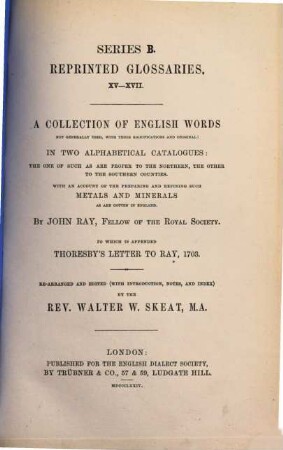 SERIES B.
REPRINTED GLOSSARIES,
XV—XVII.
A COLLECTION OF ENGLISH WORDS
NOT GENERALLY USED, WITH THEIR SIGNIFICATIONS AND ORIGINAL,
IN TWO ALPHABETICAL CATALOGUES:
THE ONE OF SUCH AS ARE PROPER TO THE NORTHERN, THE OTHER
TO THE SOUTHERN COUNTIES.
WITH AN ACCOUNT OF THE PREPARING AND REFINING SUCH
METALS AND MINERALS
AS ARE GOTTEN IN ENGLAND.
BY JOHN RAY, FELLOW OF THE ROYAL SOCIETY.
TO WHICH IS APPENDED
THORESBY'S LETTER TO RAY, 1703.
RE-ARRANGED AND EDITED (WITH INTRODUCTION, NOTES, AND INDEX)
BY THE
REV. WALTER W. SKEAT, M.A.
LONDON:
PUBLISHED FOR THE ENGLISH DIALECT SOCIETY,
BY TRÜBNER & CO., 57 & 59, LUDGATE HILL.
MDCCCLXXIV.